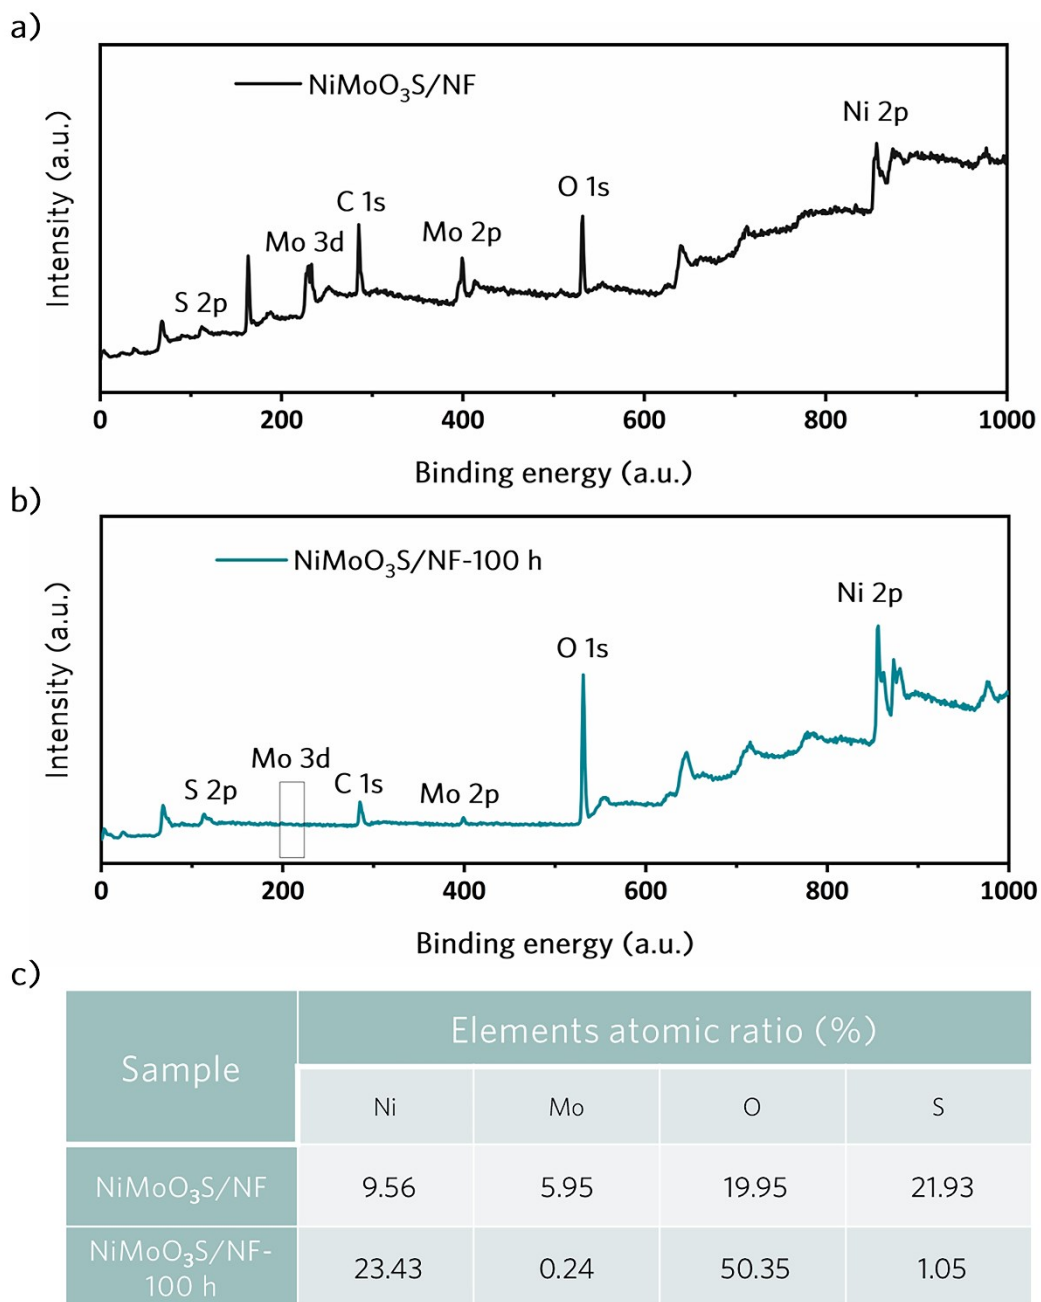 a)
NiMoO₃S/NF
Ni 2p
C 1s
O 1s
Mo 3d
Mo 2p
S 2p
Intensity (a.u.)
0 200 400 600 800 1000
Binding energy (a.u.)
b)
NiMoO₃S/NF-100 h
Ni 2p
O 1s
Mo 3d
S 2p
C 1s
Mo 2p
Intensity (a.u.)
0 200 400 600 800 1000
Binding energy (a.u.)
c)
Sample
Elements atomic ratio (%)
Ni Mo O S
NiMoO₃S/NF 9.56 5.95 19.95 21.93
NiMoO₃S/NF-
100 h 23.43 0.24 50.35 1.05